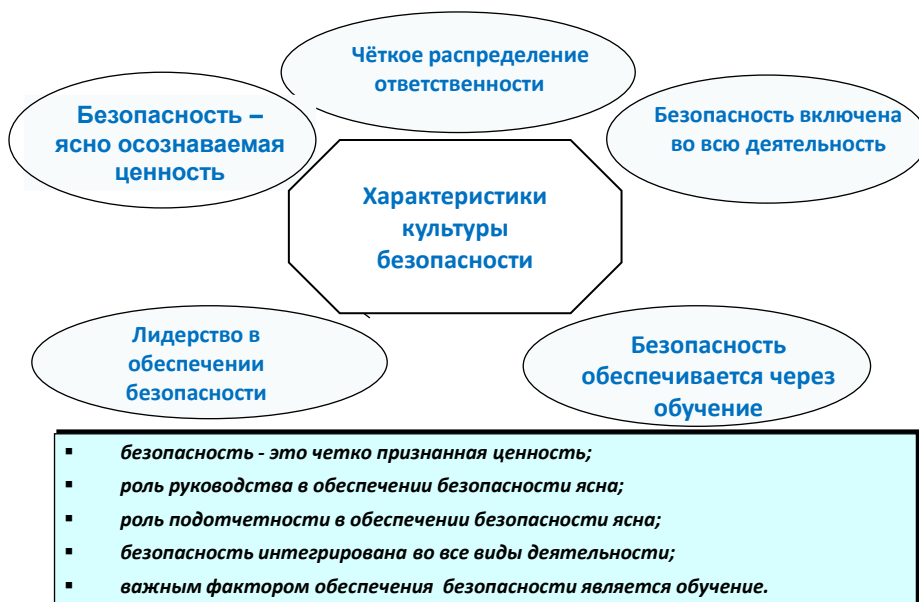 Чёткое распределение
ответственности
Безопасность –
ясно осознаваемая
ценность
Безопасность включена
во всю деятельность
Характеристики
культуры
безопасности
Лидерство в
обеспечении
безопасности
Безопасность
обеспечивается через
обучение
▪ безопасность - это четко признанная ценность;
▪ роль руководства в обеспечении безопасности ясна;
▪ роль подотчетности в обеспечении безопасности ясна;
▪ безопасность интегрирована во все виды деятельности;
▪ важным фактором обеспечения безопасности является обучение.